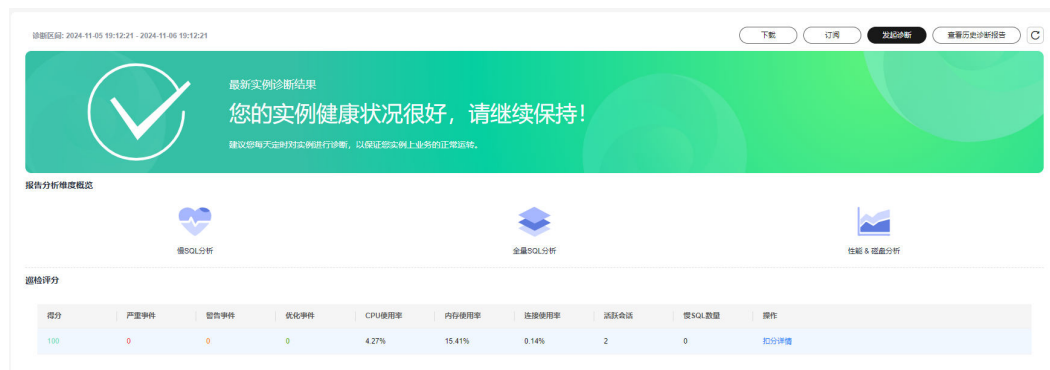 诊断区间: 2024-11-05 19:12:21 - 2024-11-06 19:12:21
下载 订阅 发起诊断 查看历史诊断报告
最新实例诊断结果
您的实例健康状况很好，请继续保持！
建议您每天定时对实例进行诊断，以保证您实例上业务的正常运转。
报告分析维度概览
慢SQL分析 全量SQL分析 性能 & 磁盘分析
巡检评分
得分 严重事件 警告事件 优化事件 CPU使用率 内存使用率 连接使用率 活跃会话 慢SQL数量 操作
100 0 0 0 4.27% 15.41% 0.14% 2 0 扣分详情